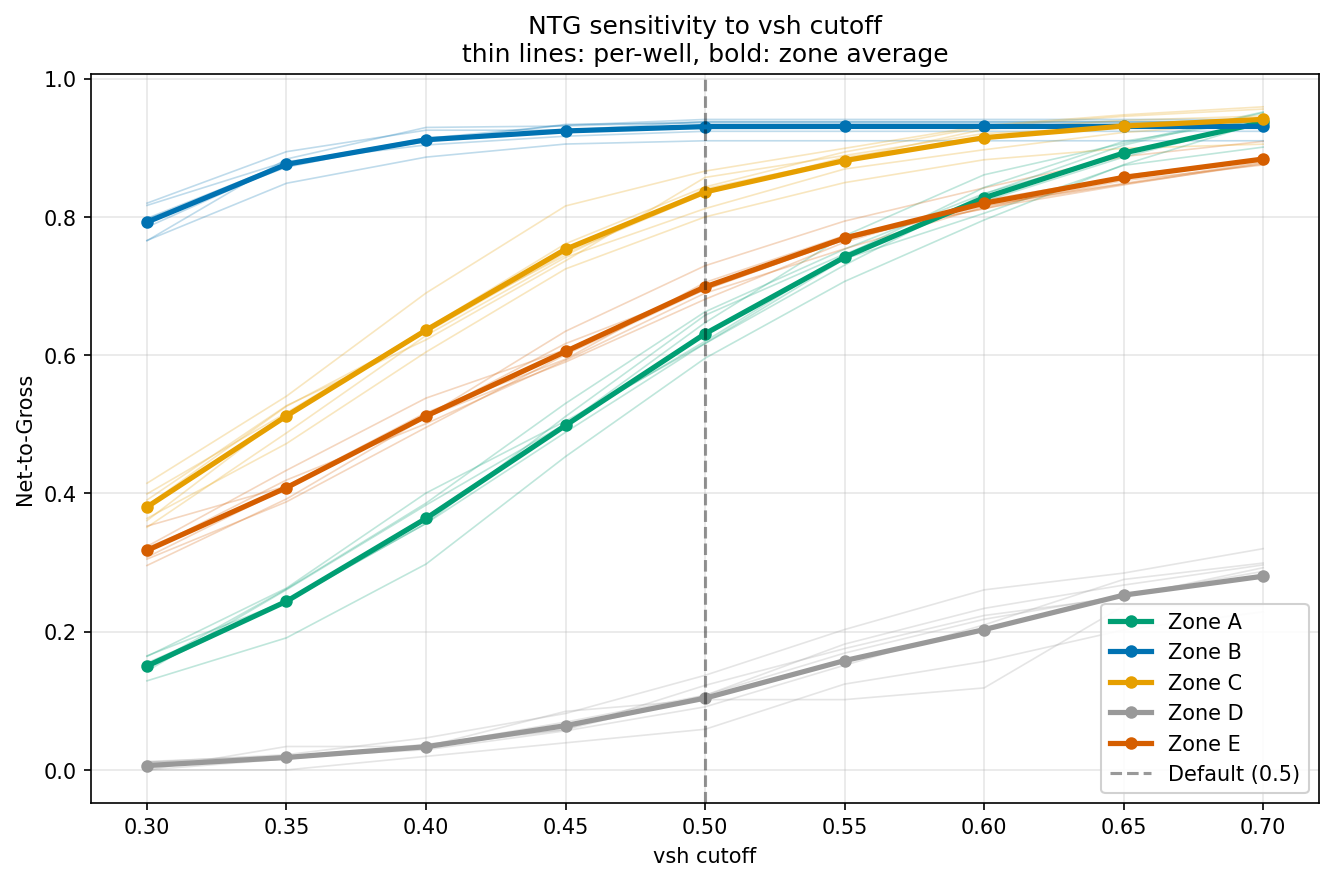 NTG sensitivity to vsh cutoff
thin lines: per-well, bold: zone average
Net-to-Gross
1.0
0.8
0.6
0.4
0.2
0.0
Zone A
Zone B
Zone C
Zone D
Zone E
Default (0.5)
0.30 0.35 0.40 0.45 0.50 0.55 0.60 0.65 0.70
vsh cutoff